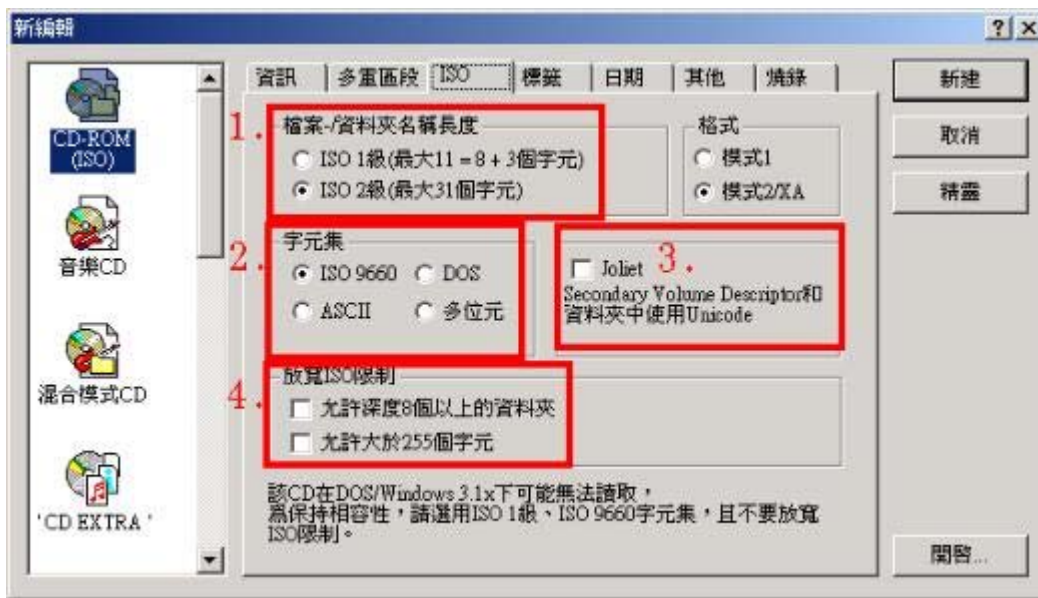 新編輯
資訊 多重區段 ISO 標籤 日期 其他 燒錄
CD-ROM
(ISO)
音樂CD
混合模式CD
'CD EXTRA'
1.
檔案-/資料夾名稱長度
ISO 1級(最大11 = 8 + 3個字元)
ISO 2級(最大31個字元)
格式
模式1
模式2/XA
2.
字元集
ISO 9660 DOS
ASCII 多位元
3.
Joliet
Secondary Volume Descriptor和
資料夾中使用Unicode
4.
放寬ISO限制
允許深度8個以上的資料夾
允許大於255個字元
該CD在DOS/Windows 3.1x下可能無法讀取，
為保持相容性，請選用ISO 1級、ISO 9660字元集，且不要放寬
ISO限制。
新建
取消
精靈
開啓...